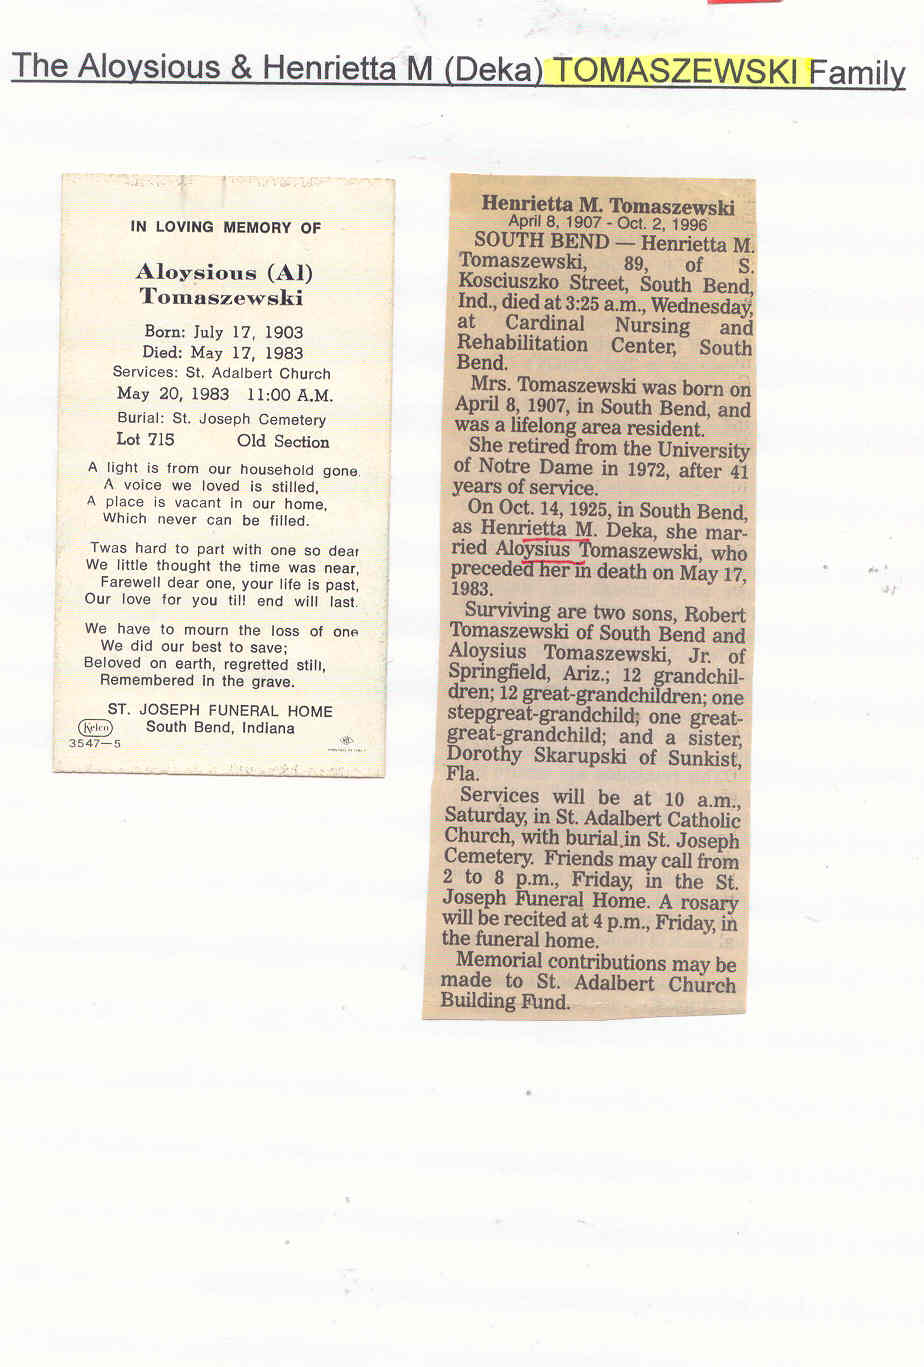 The Aloysious & Henrietta M (Deka) TOMASZEWSKI Family
IN LOVING MEMORY OF
Aloysious (Al)
Tomaszewski
Born: July 17, 1903
Died: May 17, 1983
Services: St. Adalbert Church
May 20, 1983 11:00 A.M.
Burial: St. Joseph Cemetery
Lot 715 Old Section
A light is from our household gone.
A voice we loved is stilled,
A place is vacant in our home,
Which never can be filled.
Twas hard to part with one so dear
We little thought the time was near,
Farewell dear one, your life is past,
Our love for you till end will last.
We have to mourn the loss of one
We did our best to save;
Beloved on earth, regretted still,
Remembered in the grave.
ST. JOSEPH FUNERAL HOME
South Bend, Indiana
Kelco
3547—5
Henrietta M. Tomaszewski
April 8, 1907 - Oct. 2, 1996
SOUTH BEND — Henrietta M.
Tomaszewski, 89, of S.
Kosciuszko Street, South Bend,
Ind., died at 3:25 a.m., Wednesday,
at Cardinal Nursing and
Rehabilitation Center, South
Bend.
Mrs. Tomaszewski was born on
April 8, 1907, in South Bend, and
was a lifelong area resident.
She retired from the University
of Notre Dame in 1972, after 41
years of service.
On Oct. 14, 1925, in South Bend,
as Henrietta M. Deka, she mar-
ried Aloysius Tomaszewski, who
preceded her in death on May 17,
1983.
Surviving are two sons, Robert
Tomaszewski of South Bend and
Aloysius Tomaszewski, Jr. of
Springfield, Ariz.; 12 grandchil-
dren; 12 great-grandchildren; one
stepgreat-grandchild; one great-
great-grandchild; and a sister,
Dorothy Skarupski of Sunkist,
Fla.
Services will be at 10 a.m.,
Saturday, in St. Adalbert Catholic
Church, with burial in St. Joseph
Cemetery. Friends may call from
2 to 8 p.m., Friday, in the St.
Joseph Funeral Home. A rosary
will be recited at 4 p.m., Friday, in
the funeral home.
Memorial contributions may be
made to St. Adalbert Church
Building Fund.